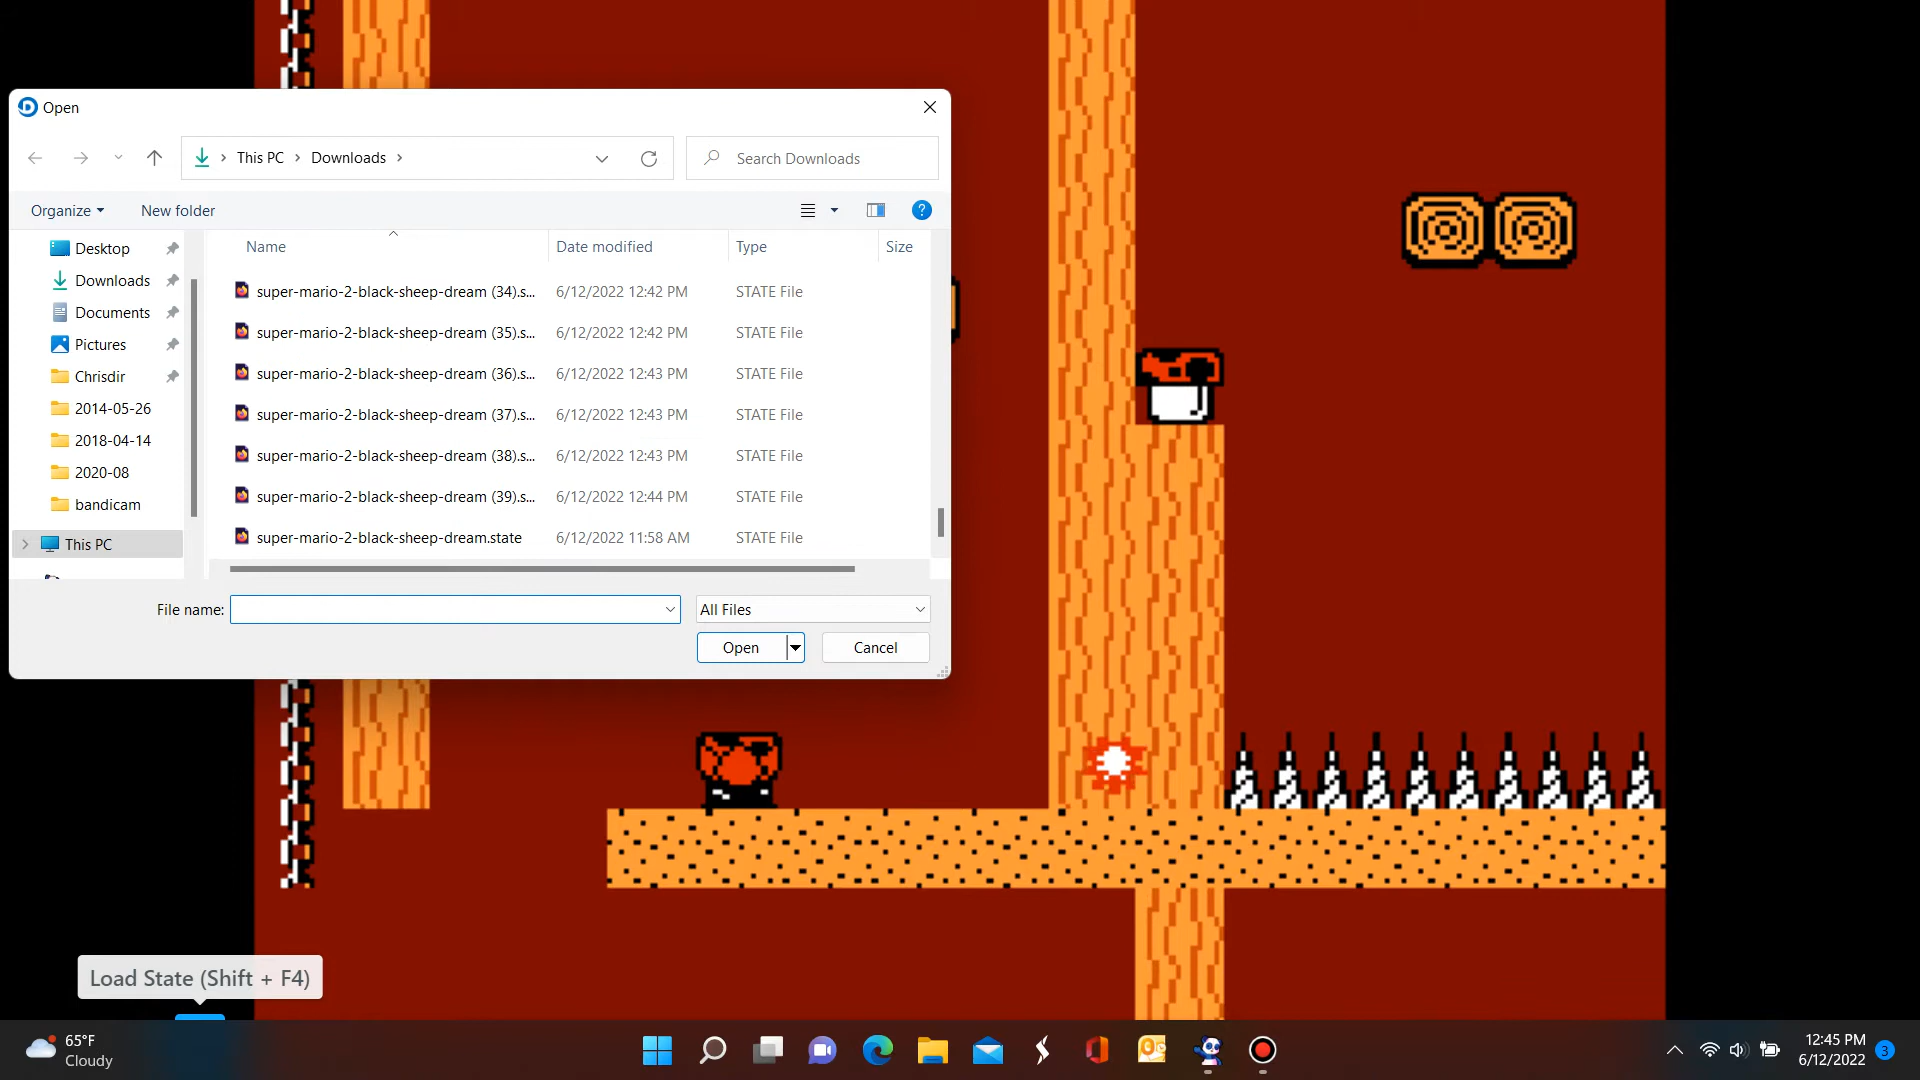 Open
This PC > Downloads >
Search Downloads
Organize
New folder
?
Name
Date modified
Type
Size
Desktop
Downloads
Documents
Pictures
Chrisdir
2014-05-26
2018-04-14
2020-08
bandicam
This PC
super-mario-2-black-sheep-dream (34).s... 6/12/2022 12:42 PM STATE File
super-mario-2-black-sheep-dream (35).s... 6/12/2022 12:42 PM STATE File
super-mario-2-black-sheep-dream (36).s... 6/12/2022 12:43 PM STATE File
super-mario-2-black-sheep-dream (37).s... 6/12/2022 12:43 PM STATE File
super-mario-2-black-sheep-dream (38).s... 6/12/2022 12:43 PM STATE File
super-mario-2-black-sheep-dream (39).s... 6/12/2022 12:44 PM STATE File
super-mario-2-black-sheep-dream.state 6/12/2022 11:58 AM STATE File
File name:
All Files
Open
Cancel
Load State (Shift + F4)
65°F
Cloudy
12:45 PM
6/12/2022
3